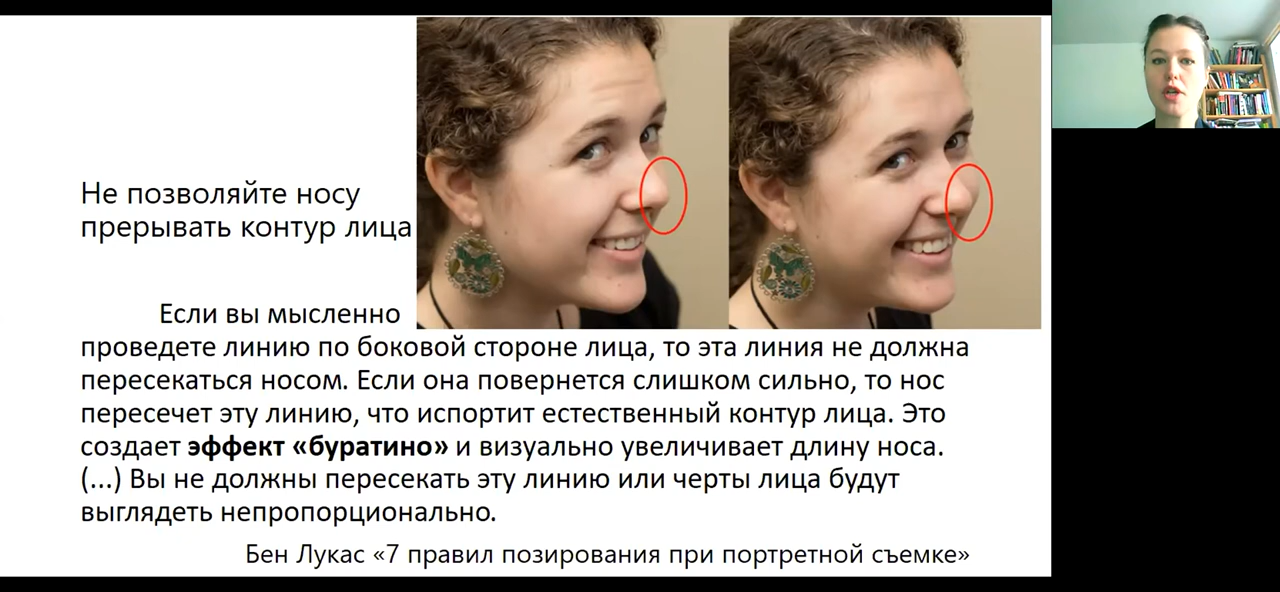 Не позволяйте носу
прерывать контур лица
Если вы мысленно
проведете линию по боковой стороне лица, то эта линия не должна
пересекаться носом. Если она повернется слишком сильно, то нос
пересечет эту линию, что испортит естественный контур лица. Это
создает эффект «буратино» и визуально увеличивает длину носа.
(...) Вы не должны пересекать эту линию или черты лица будут
выглядеть непропорционально.
Бен Лукас «7 правил позирования при портретной съемке»